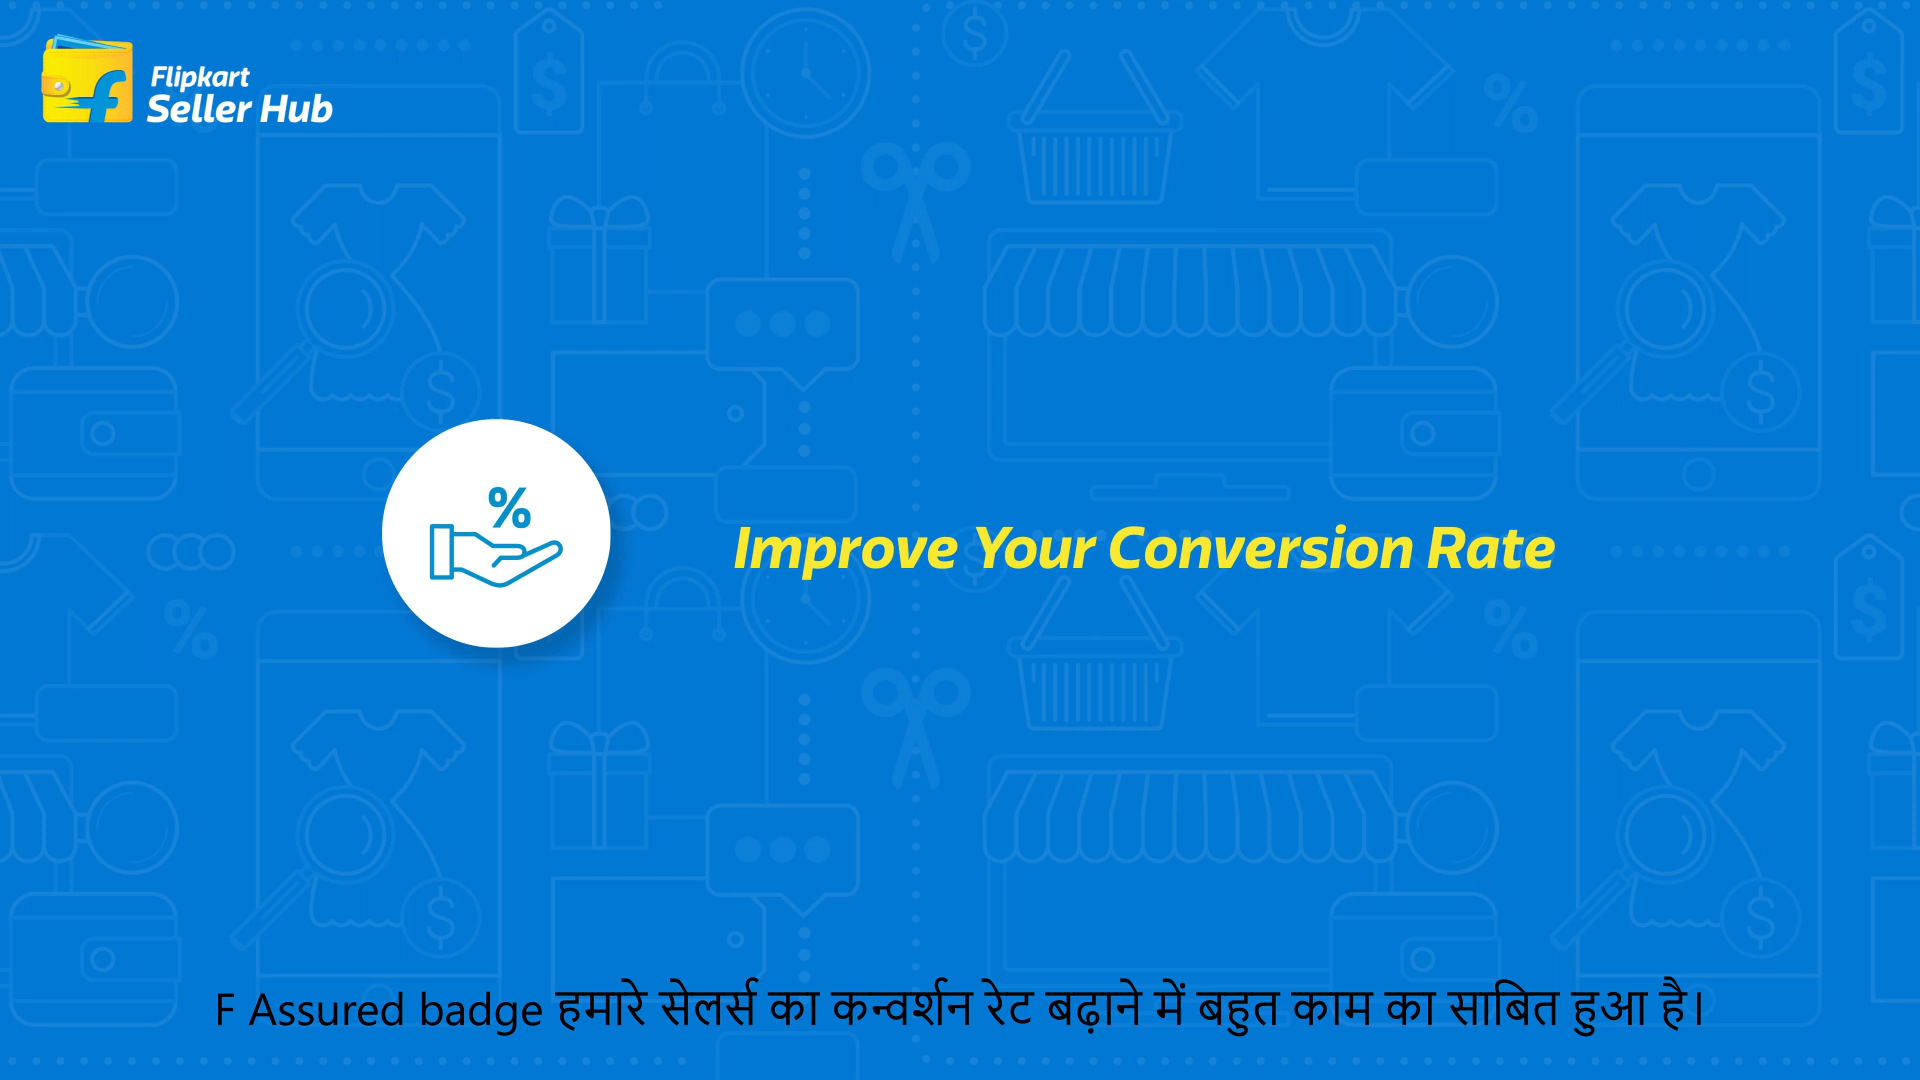 Flipkart
Seller Hub
%
Improve Your Conversion Rate
F Assured badge हमारे सेलर्स का कन्वर्शन रेट बढ़ाने में बहुत काम का साबित हुआ है।